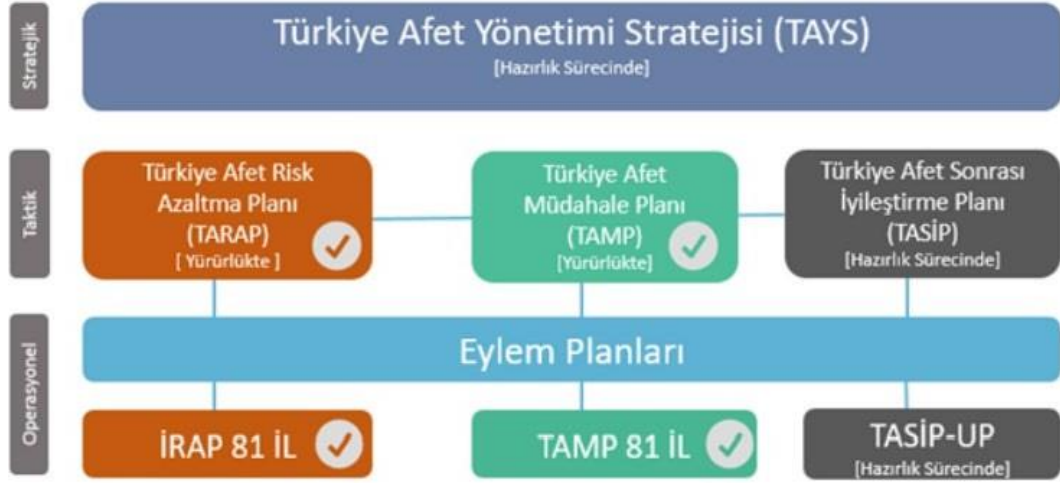 Stratejik
Türkiye Afet Yönetimi Stratejisi (TAYS)
[Hazırlık Sürecinde]
Taktik
Türkiye Afet Risk
Azaltma Planı
(TARAP)
[ Yürürlükte ]
Türkiye Afet
Müdahale Planı
(TAMP)
[Yürürlükte]
Türkiye Afet Sonrası
İyileştirme Planı
(TASİP)
[Hazırlık Sürecinde]
Operasyonel
Eylem Planları
İRAP 81 İL
TAMP 81 İL
TASİP-UP
[Hazırlık Sürecinde]